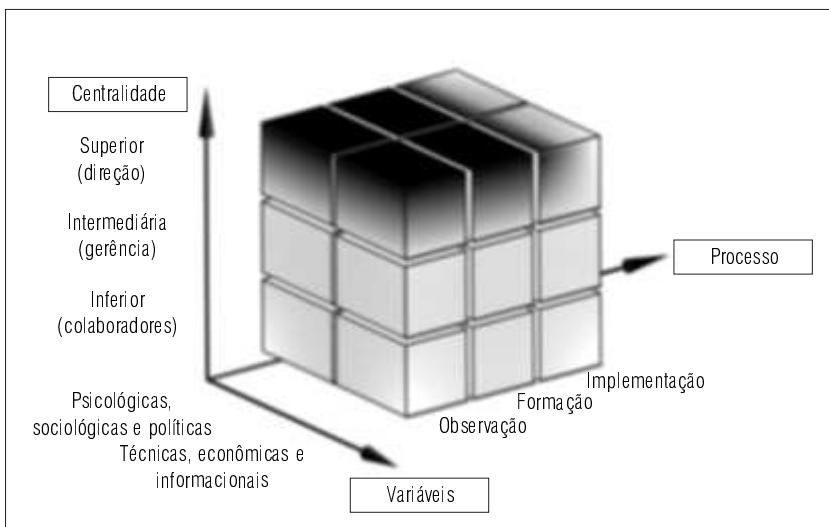 Centralidade
Superior
(direção)
Intermediária
(gerência)
Inferior
(colaboradores)
Processo
Implementação
Formação
Observação
Psicológicas,
sociológicas e políticas
Técnicas, econômicas e
informacionais
Variáveis